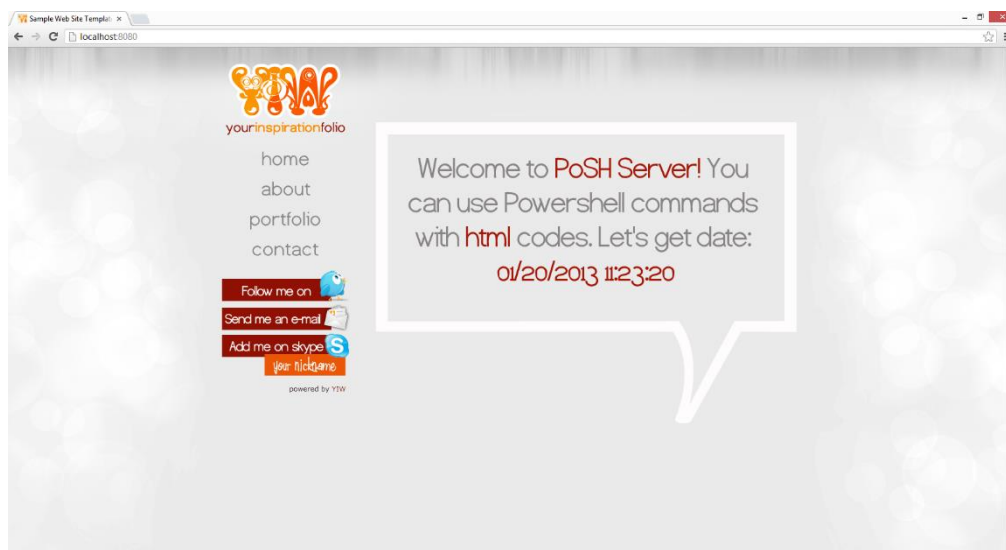 Sample Web Site Templat
localhost:8080
YIW
yourinspirationfolio
home
about
portfolio
contact
Follow me on
Send me an e-mail
Add me on skype
your nickname
powered by YIW
Welcome to PoSH Server! You
can use Powershell commands
with html codes. Let's get date:
01/20/2013 11:23:20